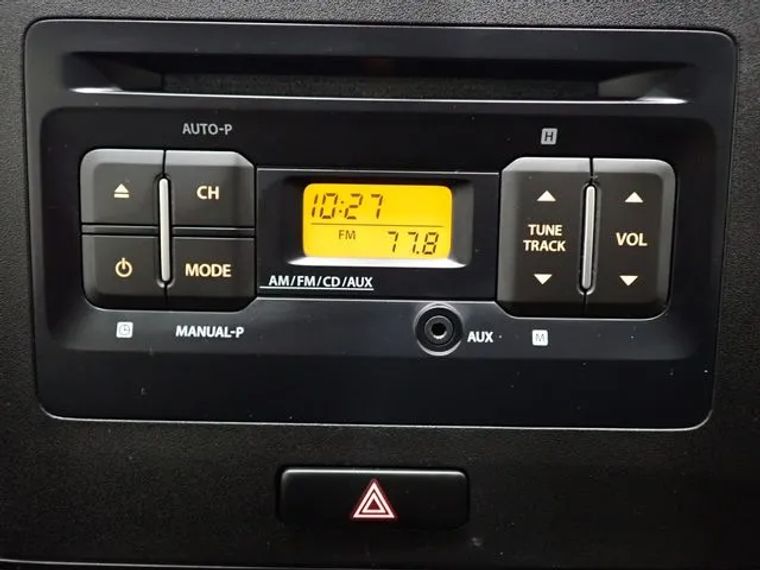 AUTO-P
H
CH
MODE
10:27
FM 77.8
AM/FM/CD/AUX
TUNE
TRACK
VOL
MANUAL-P
AUX
M